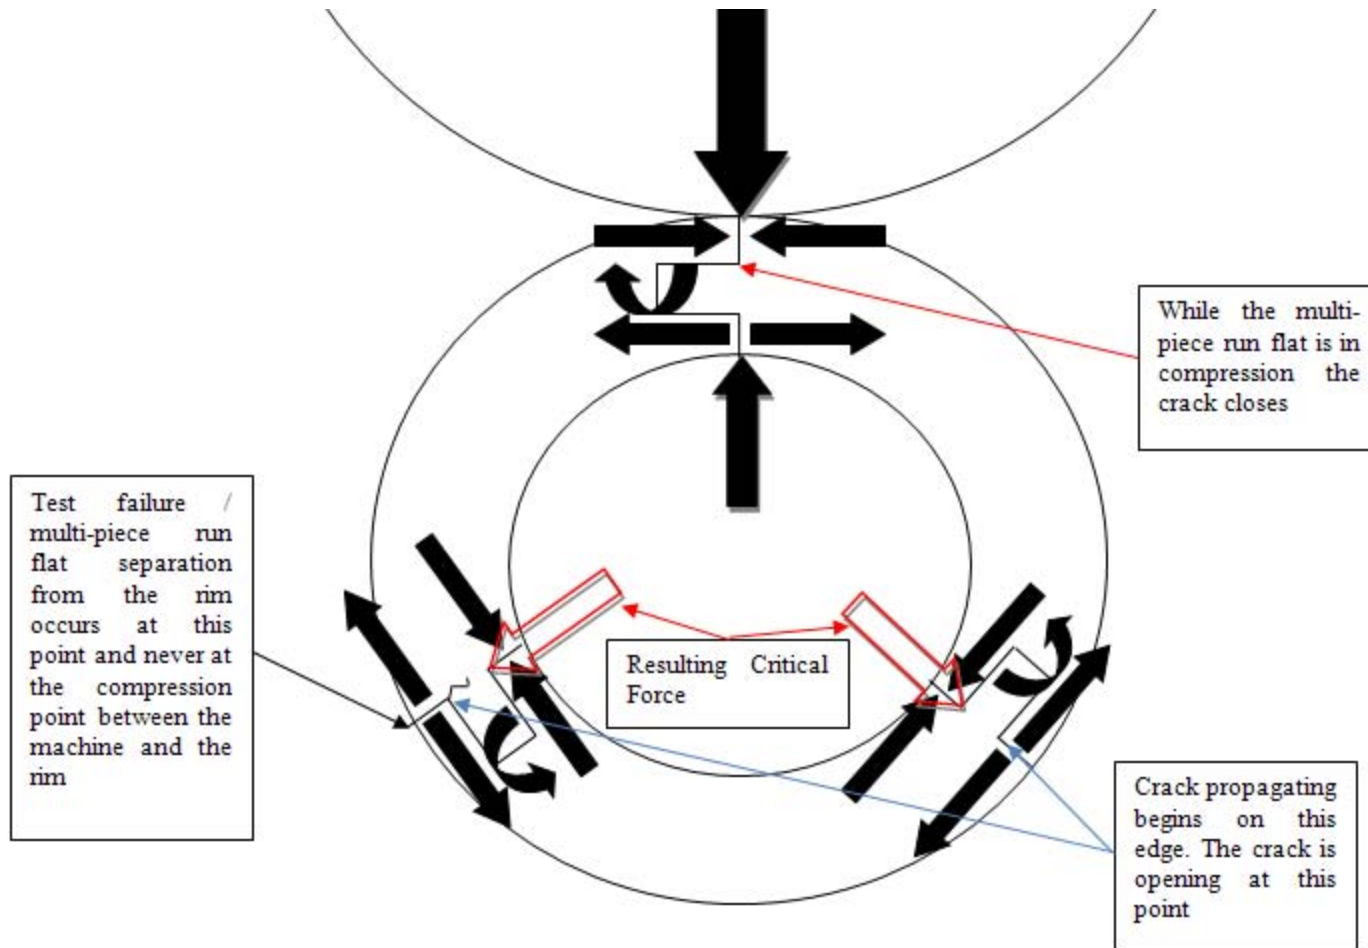 While the multi-
piece run flat is in
compression the
crack closes
Test failure /
multi-piece run
flat separation
from the rim
occurs at this
point and never at
the compression
point between the
machine and the
rim
Resulting Critical
Force
Crack propagating
begins on this
edge. The crack is
opening at this
point